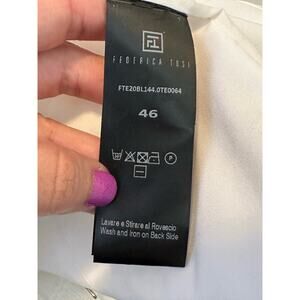 FEDERICA TOSI
FTE20BL144.0TE0064
46
P
Lavare e Stirare al Rovescio
Wash and Iron on Back Side